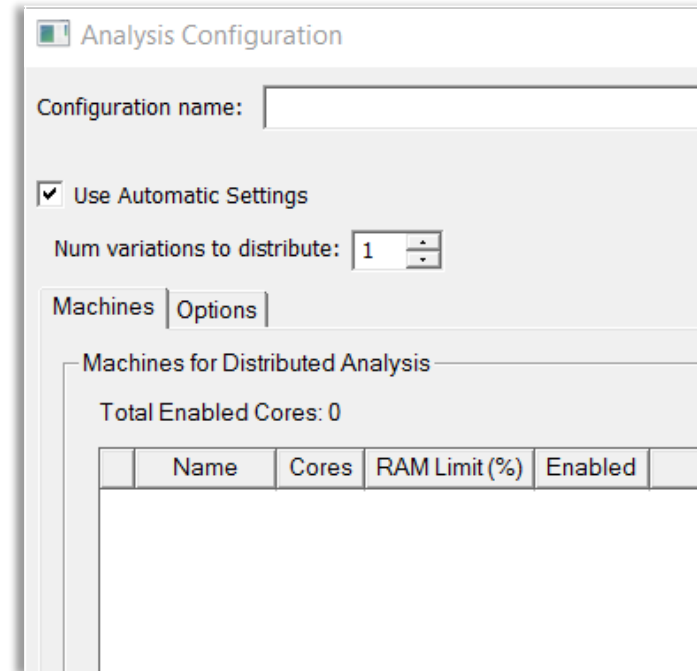 Analysis Configuration
Configuration name:
Use Automatic Settings
Num variations to distribute: 1
Machines Options
Machines for Distributed Analysis
Total Enabled Cores: 0
Name Cores RAM Limit (%) Enabled